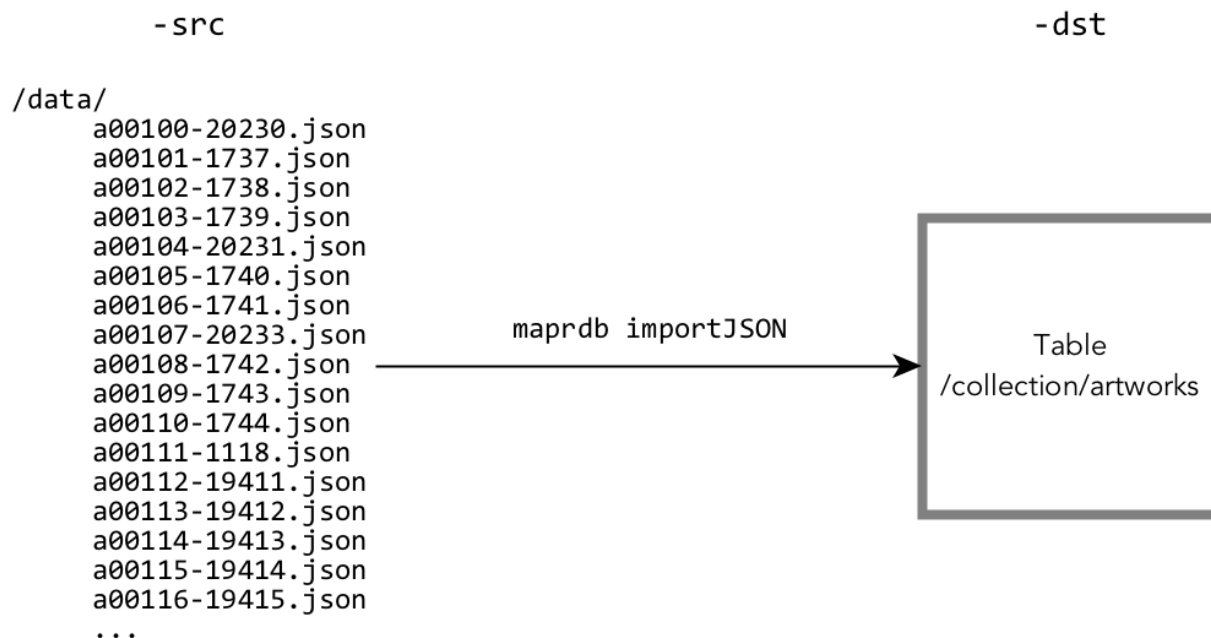 -src
-dst
/data/
a00100-20230.json
a00101-1737.json
a00102-1738.json
a00103-1739.json
a00104-20231.json
a00105-1740.json
a00106-1741.json
a00107-20233.json
a00108-1742.json
a00109-1743.json
a00110-1744.json
a00111-1118.json
a00112-19411.json
a00113-19412.json
a00114-19413.json
a00115-19414.json
a00116-19415.json
...
maprdb importJSON
Table
/collection/artworks